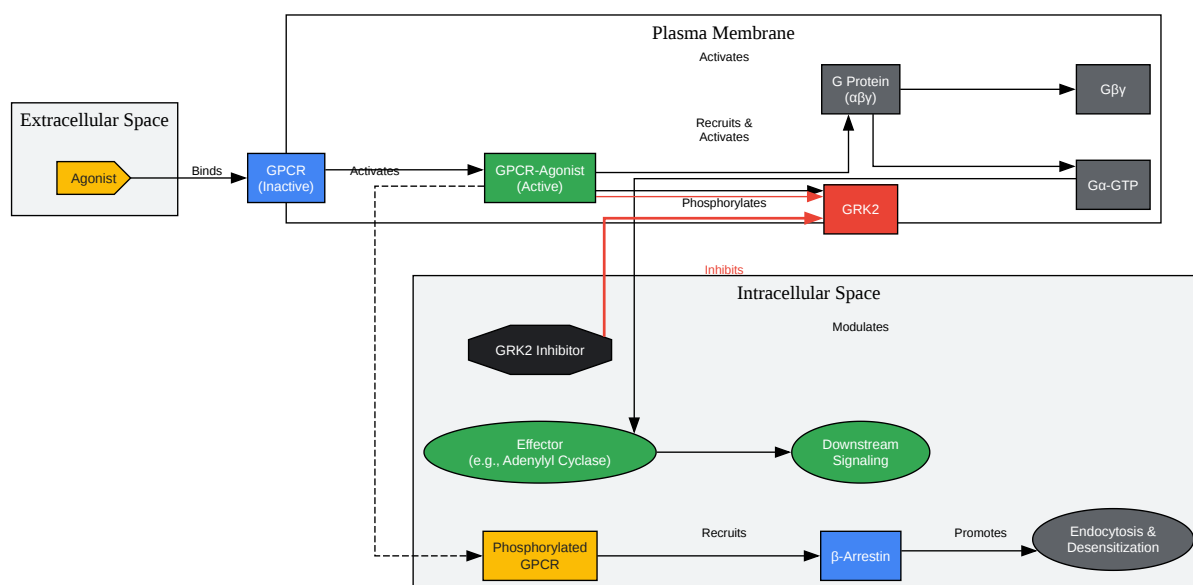 Plasma Membrane
Activates
G Protein
(αβγ)
Gβγ
Extracellular Space
Recruits &
Activates
Agonist
Binds
GPCR
(Inactive)
Activates
GPCR-Agonist
(Active)
Gα-GTP
Phosphorylates
GRK2
Inhibits
Intracellular Space
Modulates
GRK2 Inhibitor
Effector
(e.g., Adenylyl Cyclase)
Downstream
Signaling
Phosphorylated
GPCR
Recruits
β-Arrestin
Promotes
Endocytosis &
Desensitization